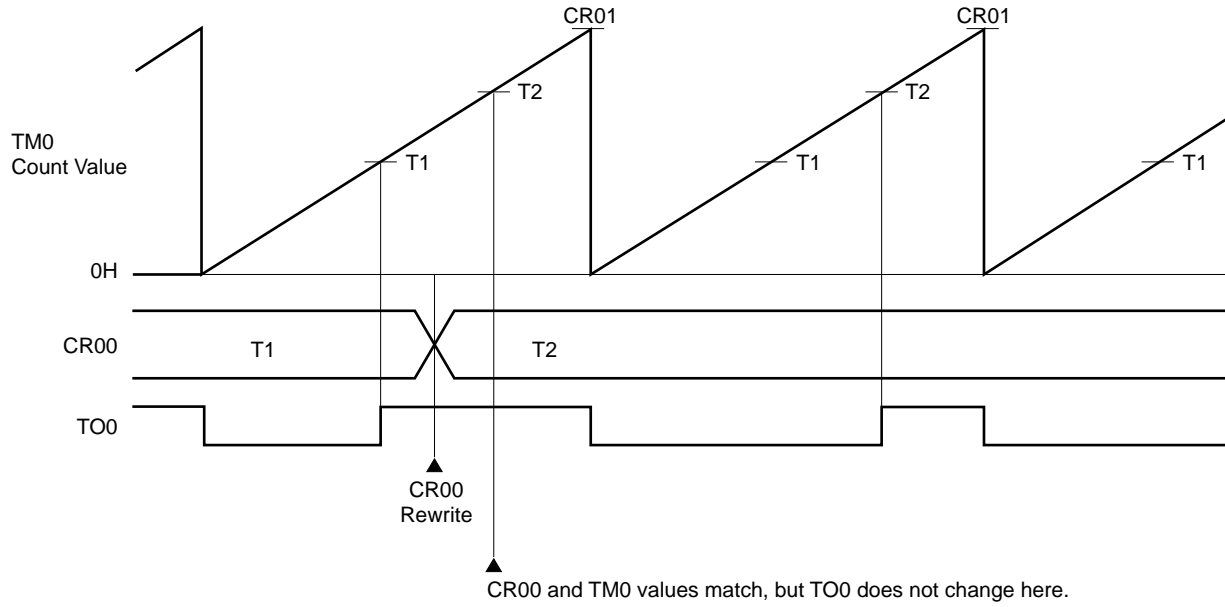 CR01
CR01
T2
T2
TM0
Count Value
T1
T1
T1
0H
CR00
T1
T2
TO0
CR00
Rewrite
CR00 and TM0 values match, but TO0 does not change here.